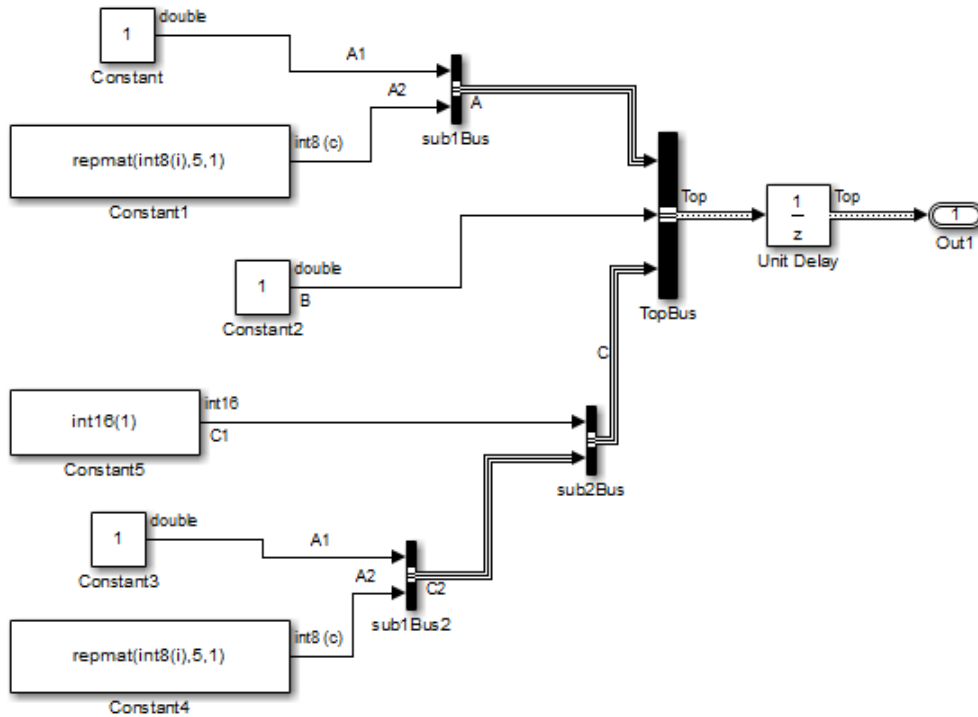 double
1
A1
Constant
A2
A
sub1Bus
int8 (c)
repmat(int8(i),5,1)
Constant1
Top
1
z
Top
1
Out1
Unit Delay
double
1
B
Constant2
TopBus
C
int16
int16(1)
C1
Constant5
sub2Bus
double
1
A1
Constant3
A2
C2
sub1Bus2
int8 (c)
repmat(int8(i),5,1)
Constant4